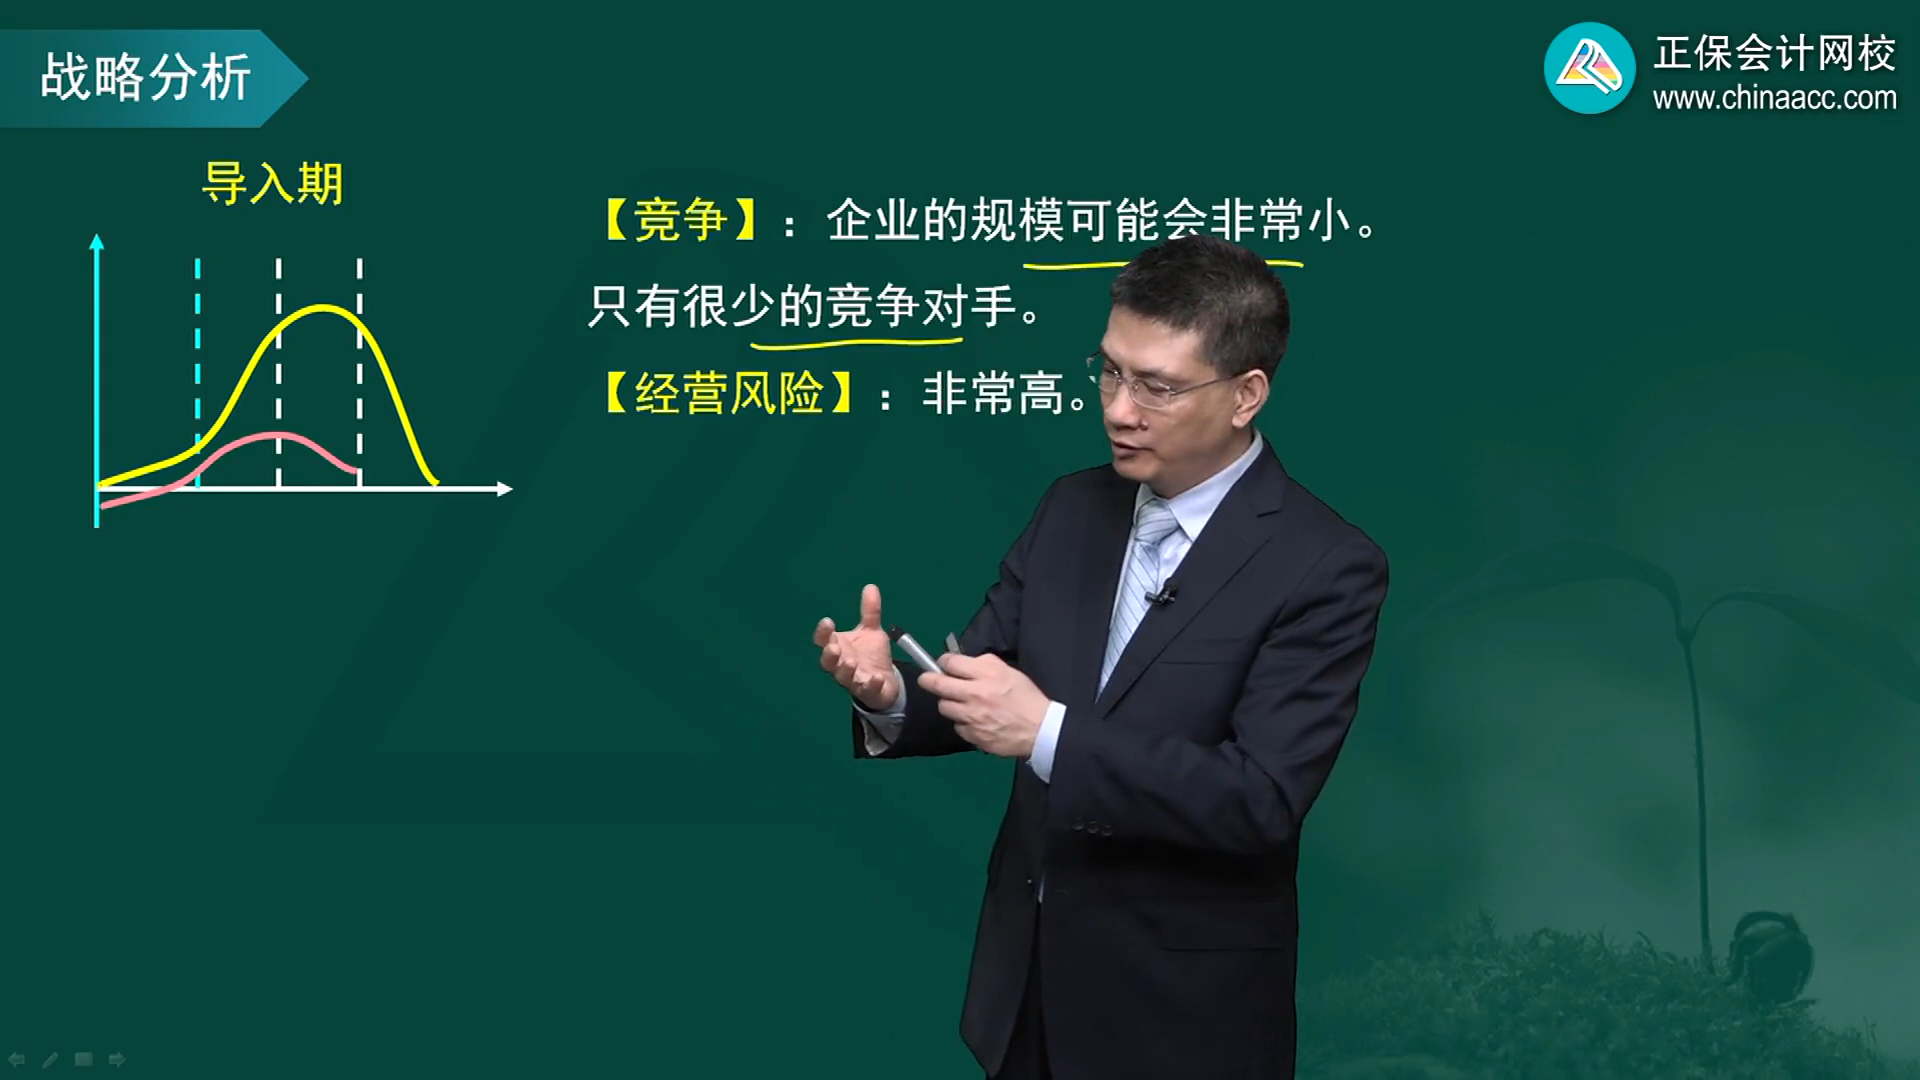 战略分析
正保会计网校
www.chinaacc.com
导入期
【竞争】：企业的规模可能会非常小。
只有很少的竞争对手。
【经营风险】：非常高。